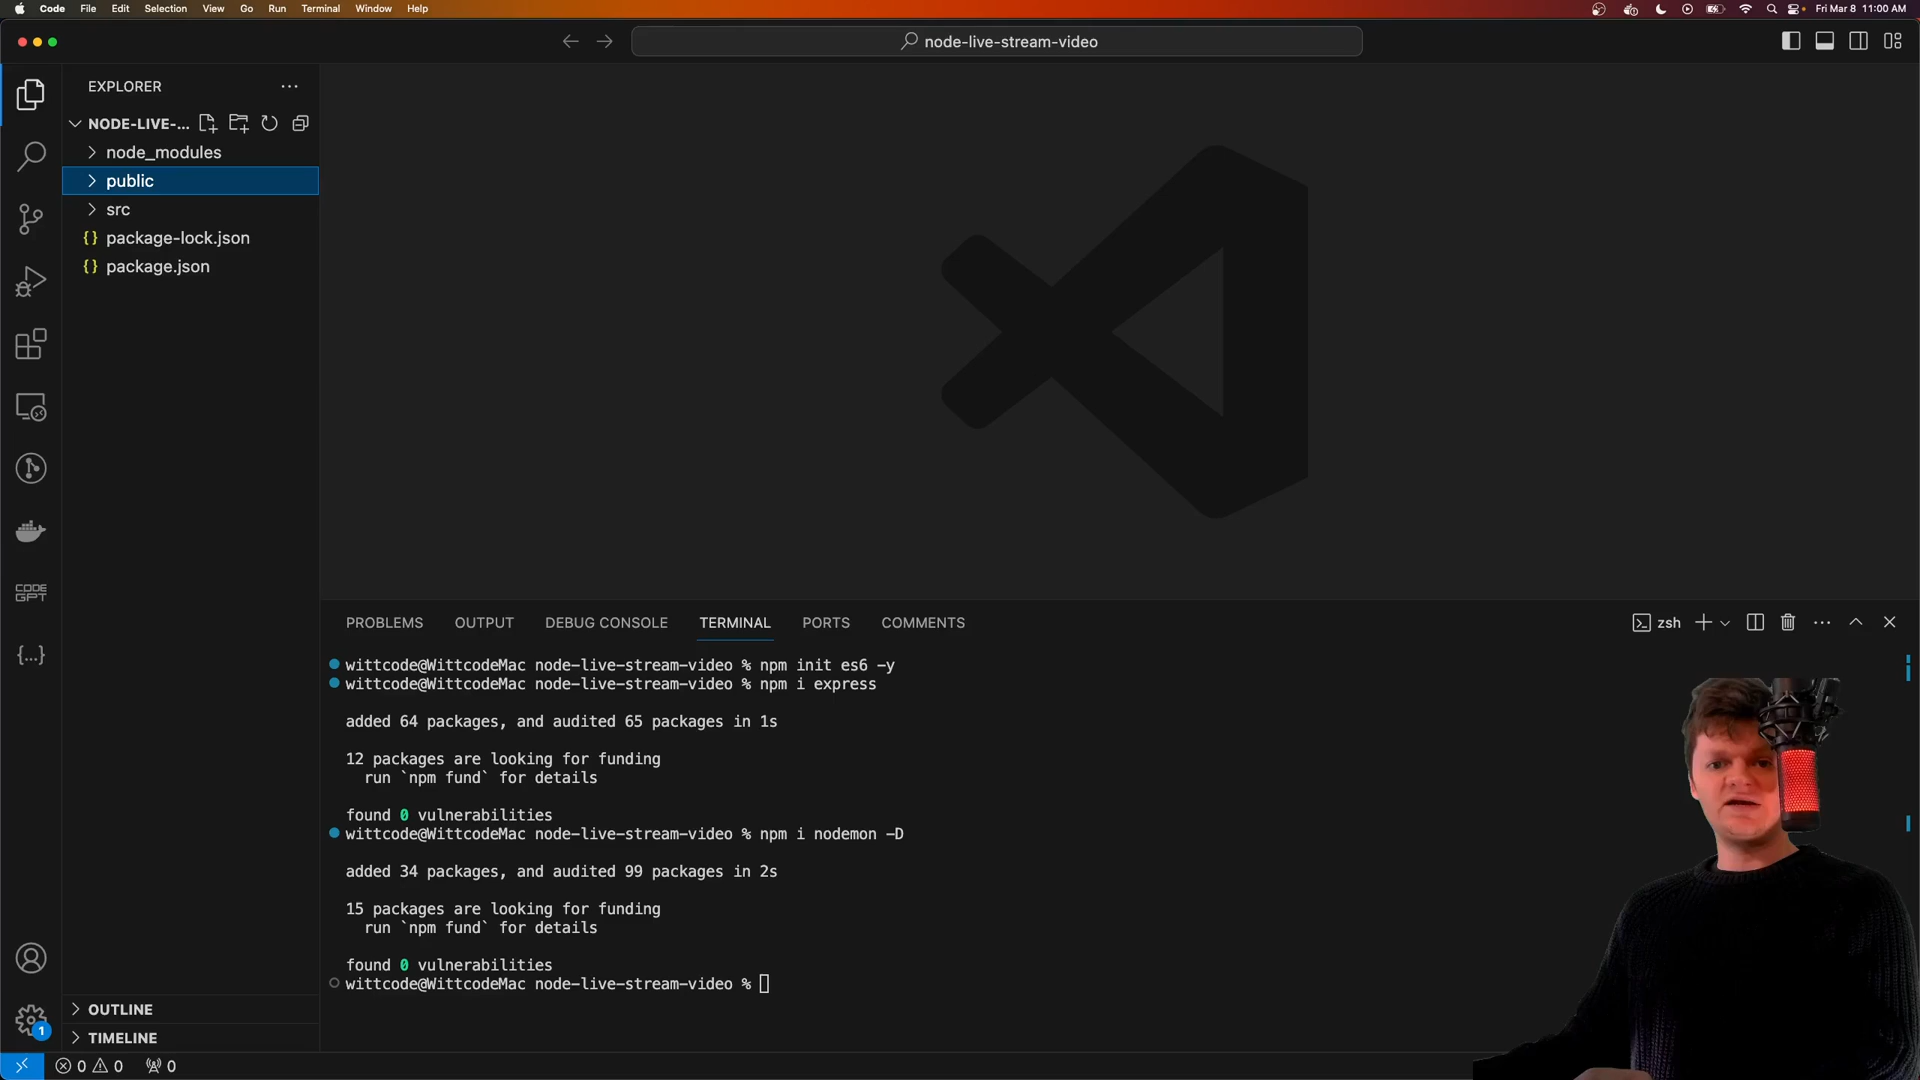 Code File Edit Selection View Go Run Terminal Window Help
Fri Mar 8 11:00 AM
node-live-stream-video
EXPLORER
NODE-LIVE-...
node_modules
public
src
{} package-lock.json
{} package.json
CODE
GPT
{...}
OUTLINE
TIMELINE
1
0 0 0
PROBLEMS OUTPUT DEBUG CONSOLE TERMINAL PORTS COMMENTS
zsh
wittcode@WittcodeMac node-live-stream-video % npm init es6 -y
wittcode@WittcodeMac node-live-stream-video % npm i express
added 64 packages, and audited 65 packages in 1s
12 packages are looking for funding
run `npm fund` for details
found 0 vulnerabilities
wittcode@WittcodeMac node-live-stream-video % npm i nodemon -D
added 34 packages, and audited 99 packages in 2s
15 packages are looking for funding
run `npm fund` for details
found 0 vulnerabilities
wittcode@WittcodeMac node-live-stream-video %